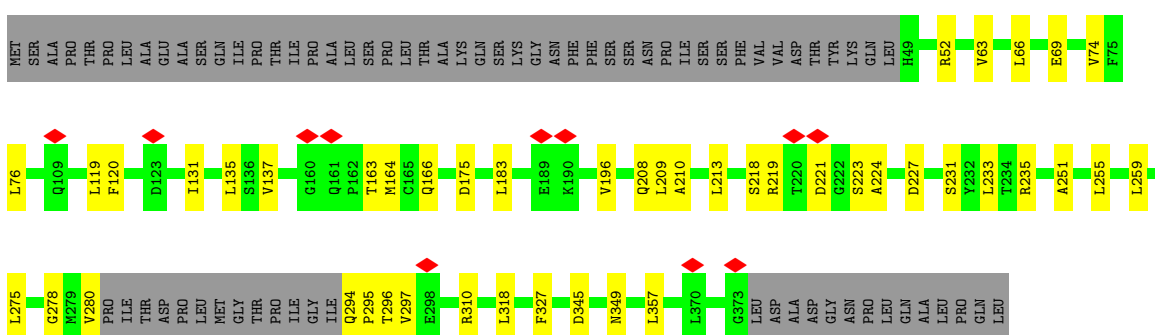 MET SER ALA PRO THR PRO LEU ALA GLU ALA SER GLN ILE PRO THR ILE PRO ALA LEU SER PRO LEU THR ALA LYS GLN SER LYS GLY ASN PHE PHE SER SER ASN PRO ILE SER SER PHE VAL VAL ASP THR TYR LYS GLN LEU H49 R52 V63 L66 E69 V74 F75
L76 Q109 L119 F120 D123 I131 L135 S136 V137 G160 Q161 P162 T163 M164 C165 Q166 D175 L183 E189 K190 V196 Q208 L209 A210 L213 S218 R219 T220 D221 G222 S223 A224 D227 S231 Y232 L233 T234 R235 A251 L255 L259
L275 G278 M279 V280 PRO ILE THR ASP PRO LEU MET GLY THR PRO ILE GLY ILE Q294 P295 T296 V297 E298 R310 L318 F327 D345 N349 L357 L370 G373 LEU ASP ALA ASP GLY ASN PRO LEU GLN ALA LEU PRO GLN LEU